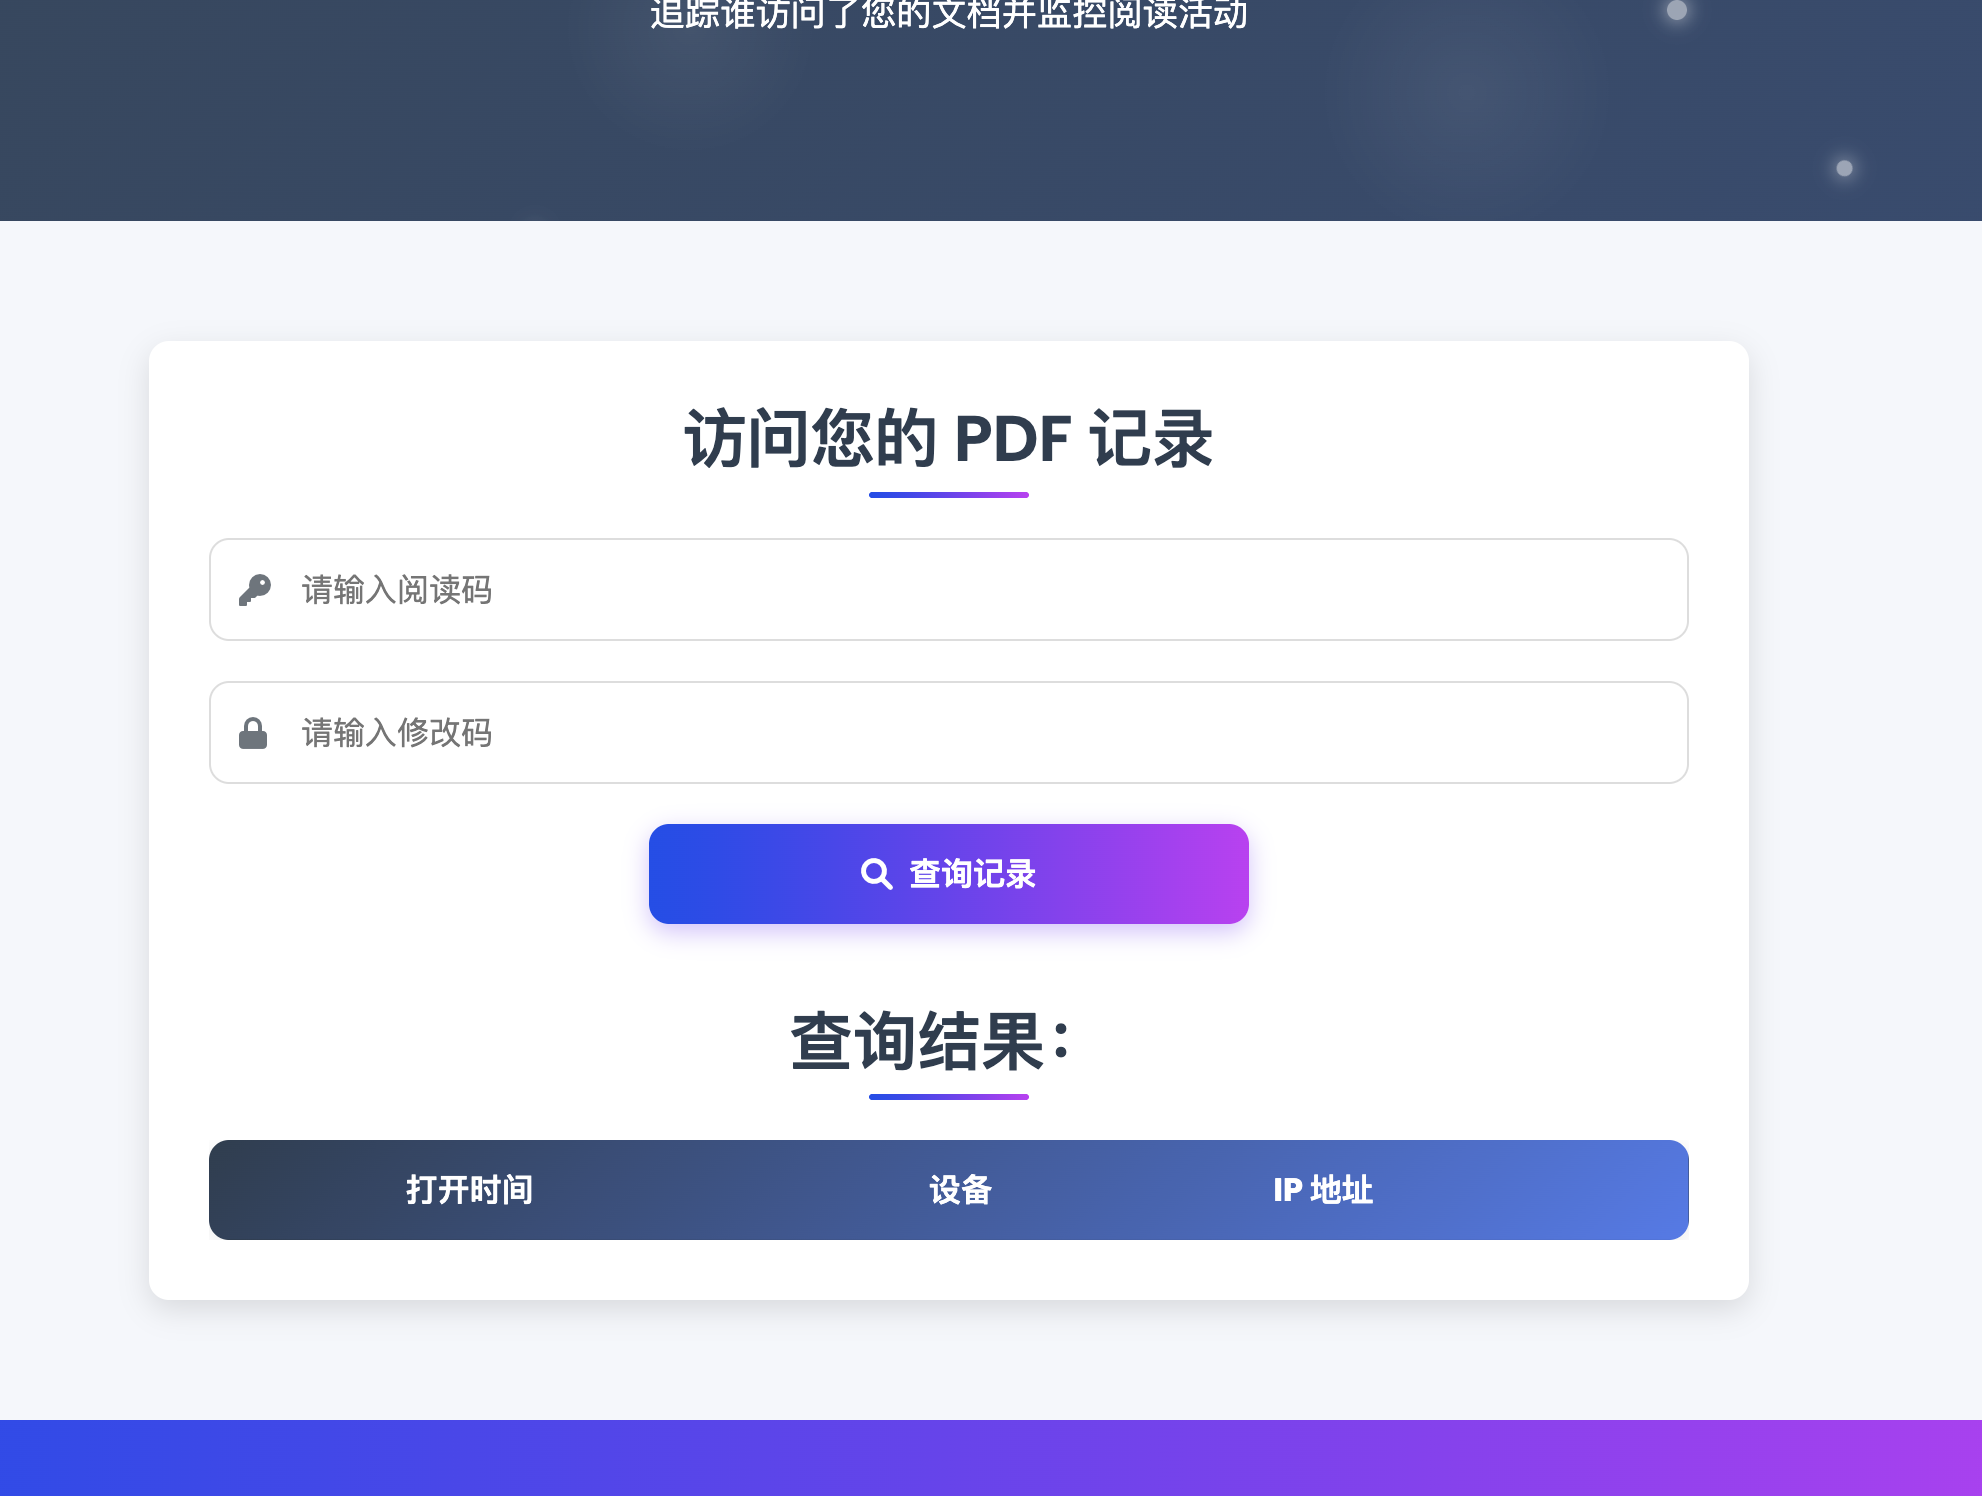 追踪谁访问了您的文档并监控阅读活动
访问您的 PDF 记录
请输入阅读码
请输入修改码
查询记录
查询结果：
打开时间 设备 IP 地址